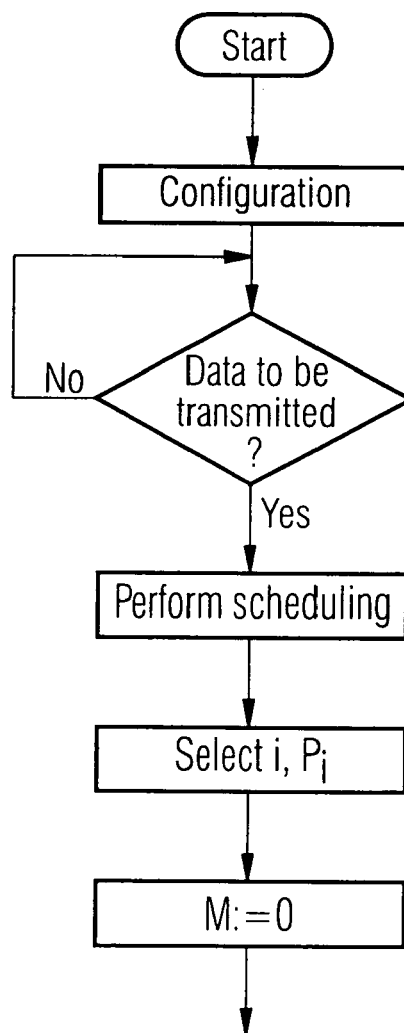 Start
Configuration
No
Data to be
transmitted
?
Yes
Perform scheduling
Select i, Pi
M:=0